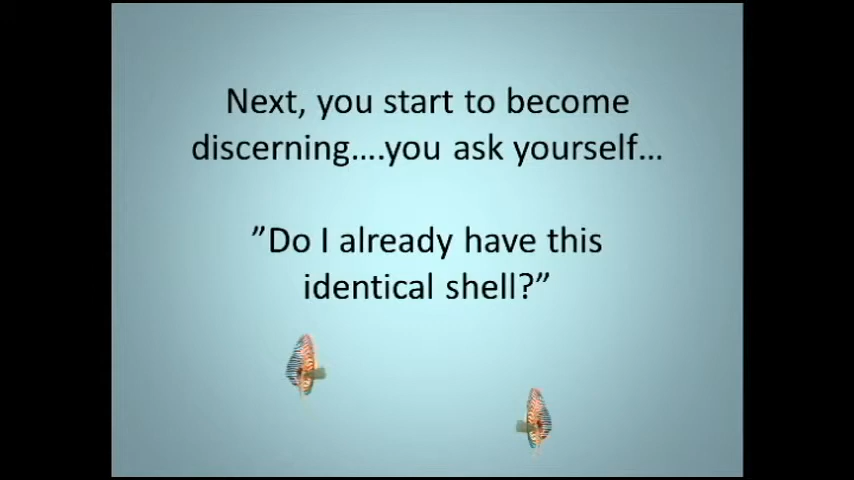 Next, you start to become
discerning….you ask yourself…
”Do I already have this
identical shell?”